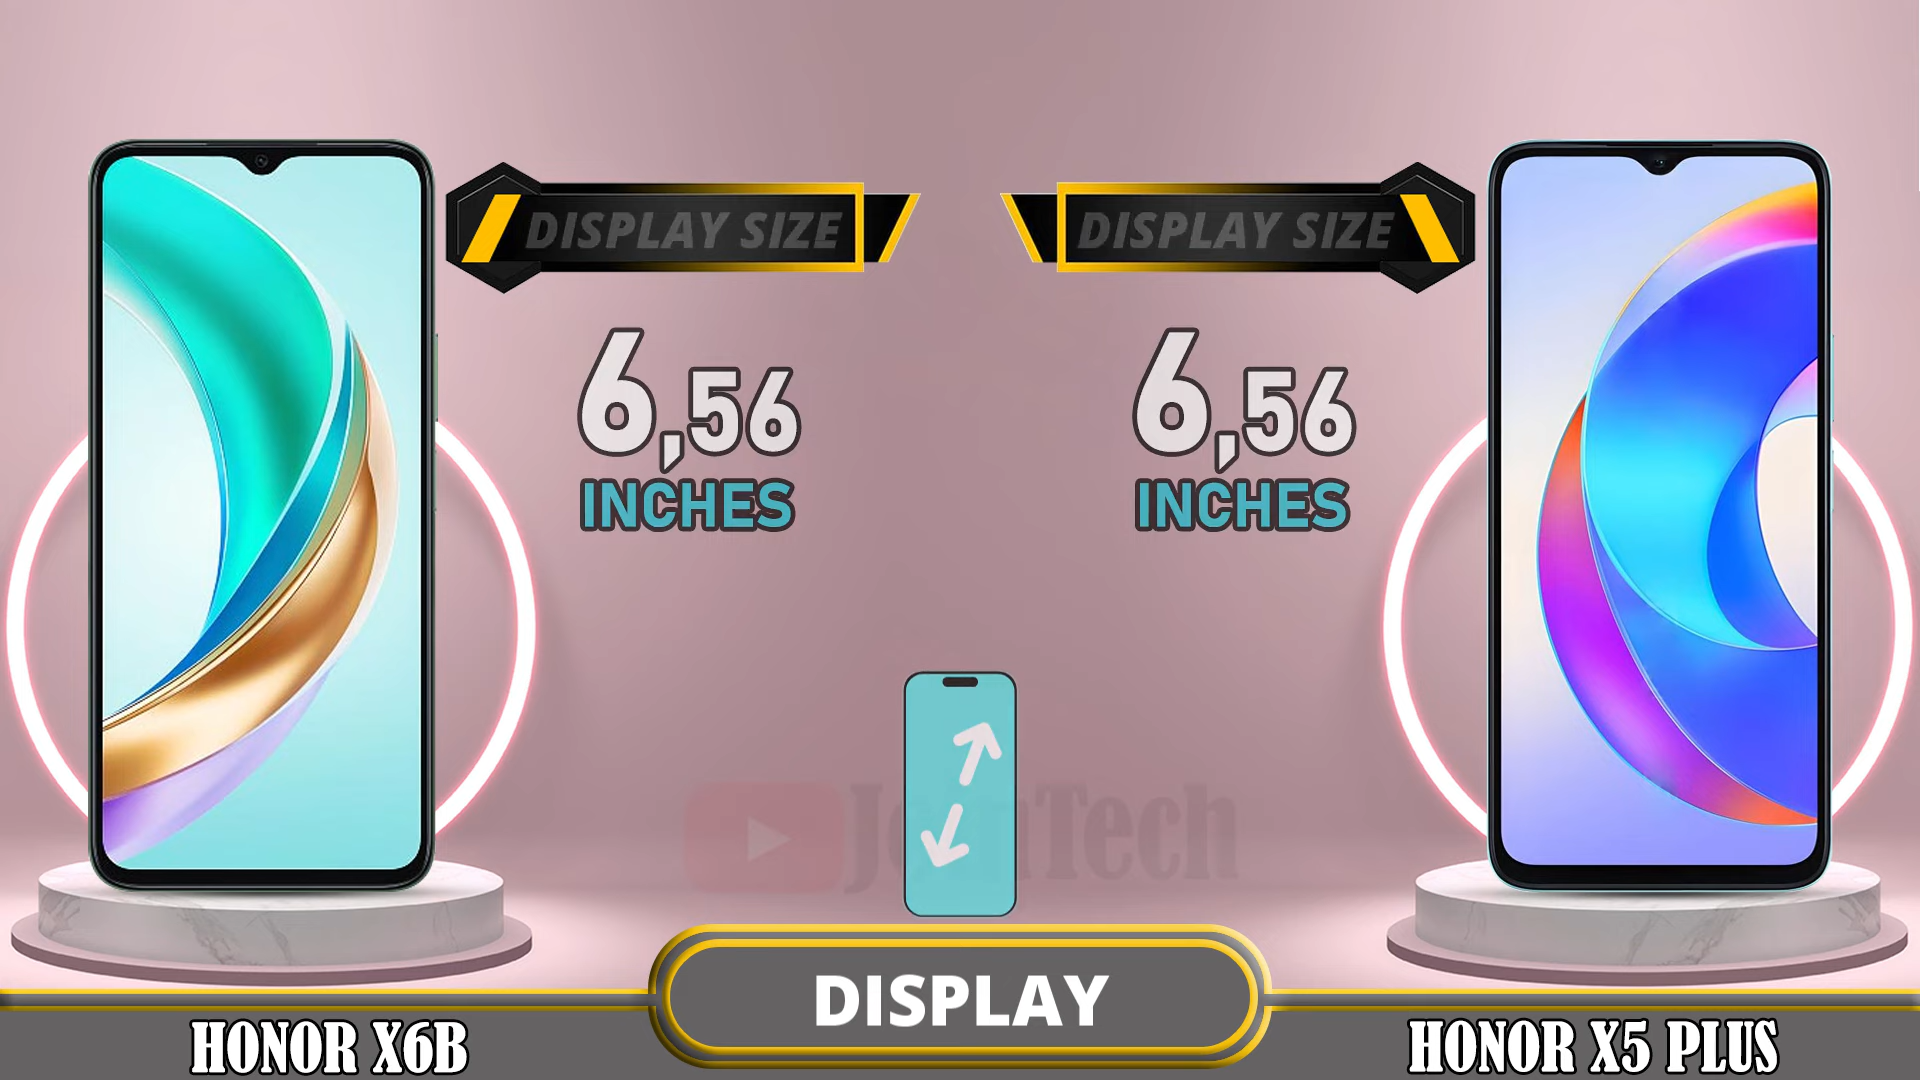 DISPLAY SIZE
DISPLAY SIZE
6,56
INCHES
6,56
INCHES
DISPLAY
HONOR X6B
HONOR X5 PLUS